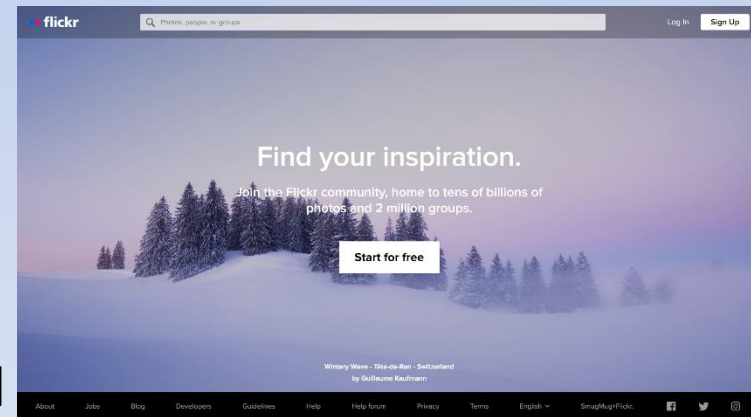 flickr
Photos, people, or groups
Log In
Sign Up
Find your inspiration.
Join the Flickr community, home to tens of billions of
photos and 2 million groups.
Start for free
Wintery Wave - Tête-de-Ran - Switzerland
by Guillaume Kaufmann
About Jobs Blog Developers Guidelines Help Help forum Privacy Terms English SmugMug+Flickr.